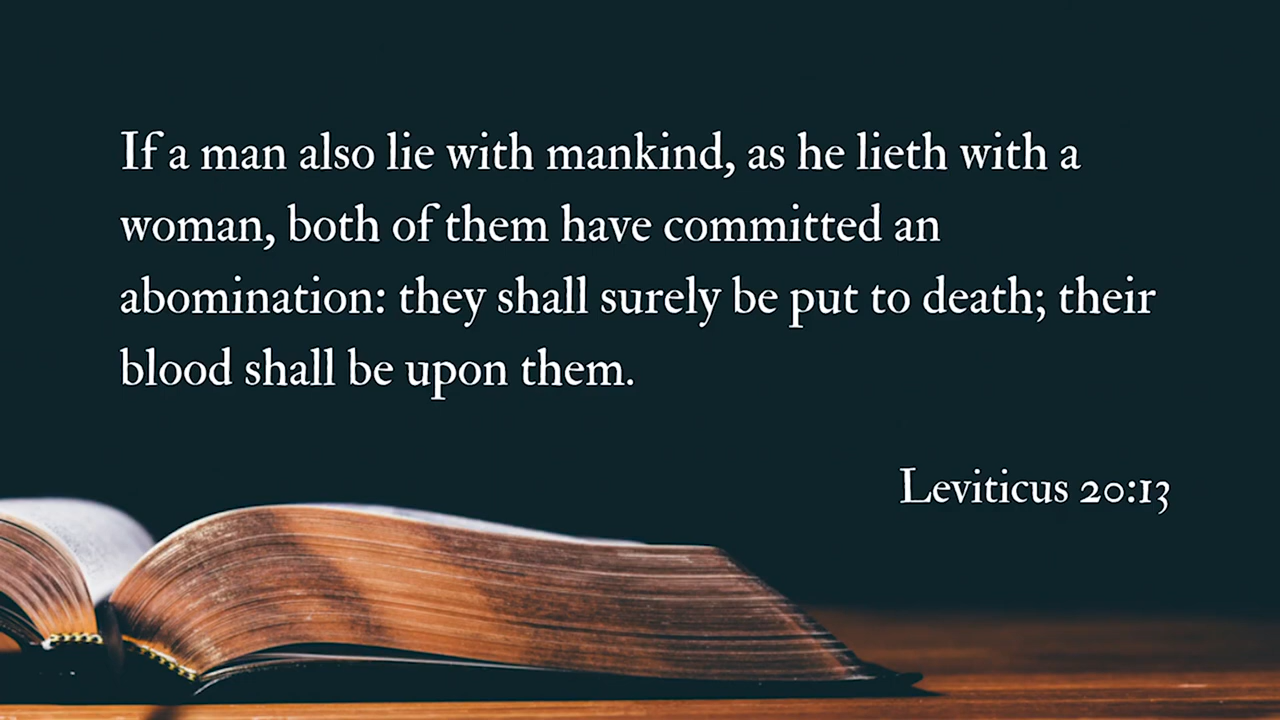 If a man also lie with mankind, as he lieth with a
woman, both of them have committed an
abomination: they shall surely be put to death; their
blood shall be upon them.
Leviticus 20:13